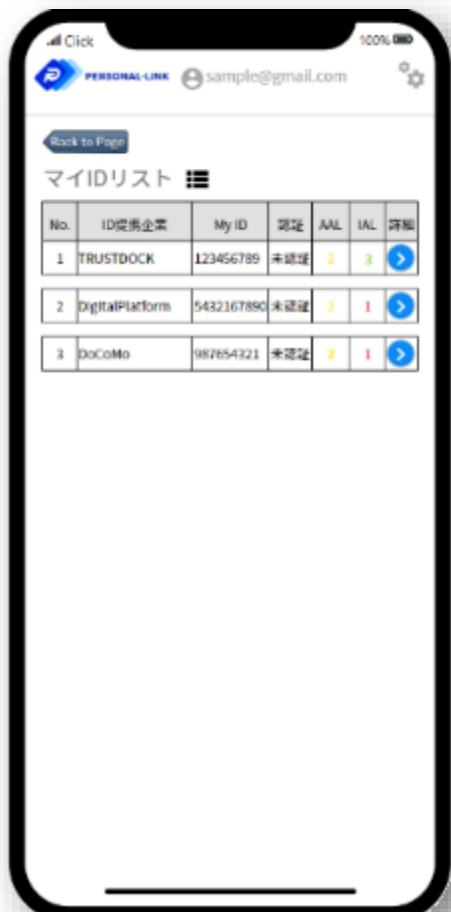 Click 100%
PERSONAL-LINK sample@gmail.com
Back to Page
マイIDリスト
No. ID提携企業 My ID 認証 AAL IAL 詳細
1 TRUSTDOCK 123456789 未認証 2 3
2 DigitalPlatform 5432167890 未認証 2 1
3 DoCoMo 987654321 未認証 2 1